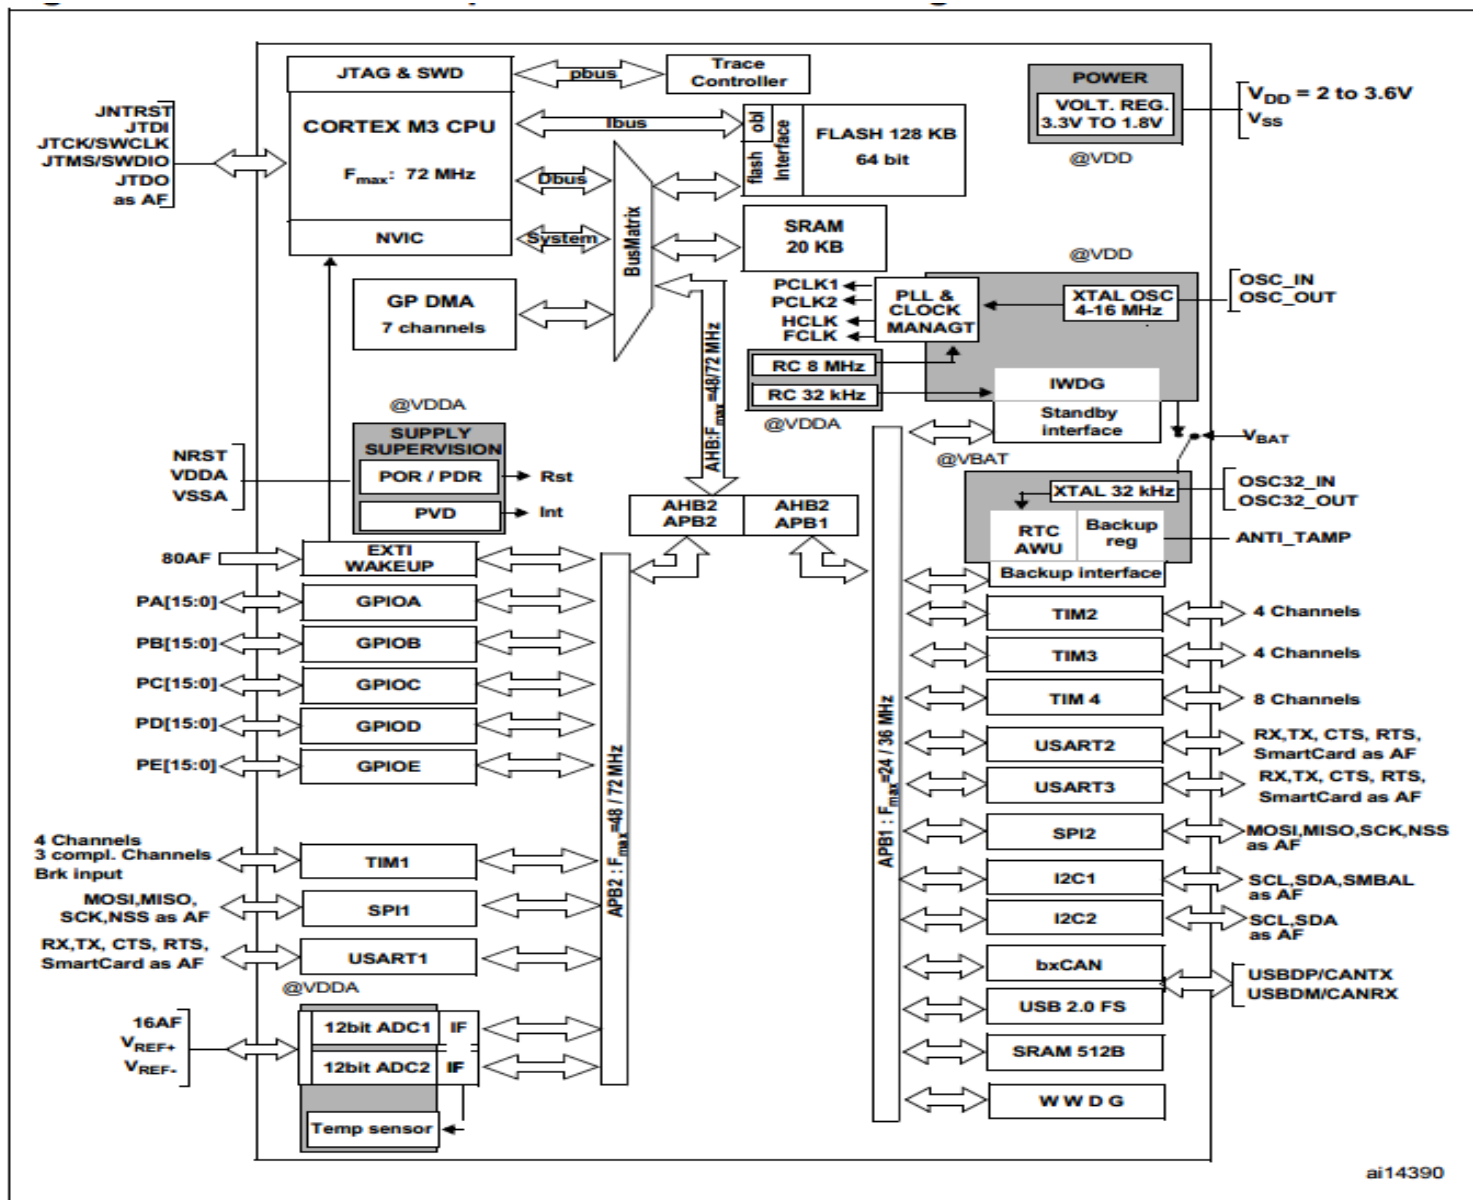 JTAG & SWD
pbus
Trace
Controller
POWER
VOLT. REG.
3.3V TO 1.8V
@VDD
VDD = 2 to 3.6V
VSS
JNTRST
JTDI
JTCK/SWCLK
JTMS/SWDIO
JTDO
as AF
CORTEX M3 CPU
Fmax: 72 MHz
NVIC
Ibus
Dbus
System
BusMatrix
flash obl
Interface
FLASH 128 KB
64 bit
SRAM
20 KB
GP DMA
7 channels
PCLK1
PCLK2
HCLK
FCLK
PLL &
CLOCK
MANAGT
@VDD
XTAL OSC
4-16 MHz
OSC_IN
OSC_OUT
RC 8 MHz
RC 32 kHz
@VDDA
IWDG
Standby
interface
@VBAT
VBAT
AHB:Fmax=48/72 MHz
@VDDA
SUPPLY
SUPERVISION
POR / PDR
Rst
PVD
Int
NRST
VDDA
VSSA
AHB2
APB2
AHB2
APB1
XTAL 32 kHz
OSC32_IN
OSC32_OUT
RTC
AWU
Backup
reg
ANTI_TAMP
Backup interface
80AF
EXTI
WAKEUP
PA[15:0]
GPIOA
PB[15:0]
GPIOB
PC[15:0]
GPIOC
PD[15:0]
GPIOD
PE[15:0]
GPIOE
4 Channels
3 compl. Channels
Brk input
TIM1
MOSI,MISO,
SCK,NSS as AF
SPI1
RX,TX, CTS, RTS,
SmartCard as AF
USART1
@VDDA
16AF
VREF+
VREF-
12bit ADC1 IF
12bit ADC2 IF
Temp sensor
APB2 : Fmax=48 / 72 MHz
APB1 : Fmax=24 / 36 MHz
TIM2
4 Channels
TIM3
4 Channels
TIM 4
8 Channels
USART2
RX,TX, CTS, RTS,
SmartCard as AF
USART3
RX,TX, CTS, RTS,
SmartCard as AF
SPI2
MOSI,MISO,SCK,NSS
as AF
I2C1
SCL,SDA,SMBAL
as AF
I2C2
SCL,SDA
as AF
bxCAN
USBDP/CANTX
USBDM/CANRX
USB 2.0 FS
SRAM 512B
W W D G
ai14390